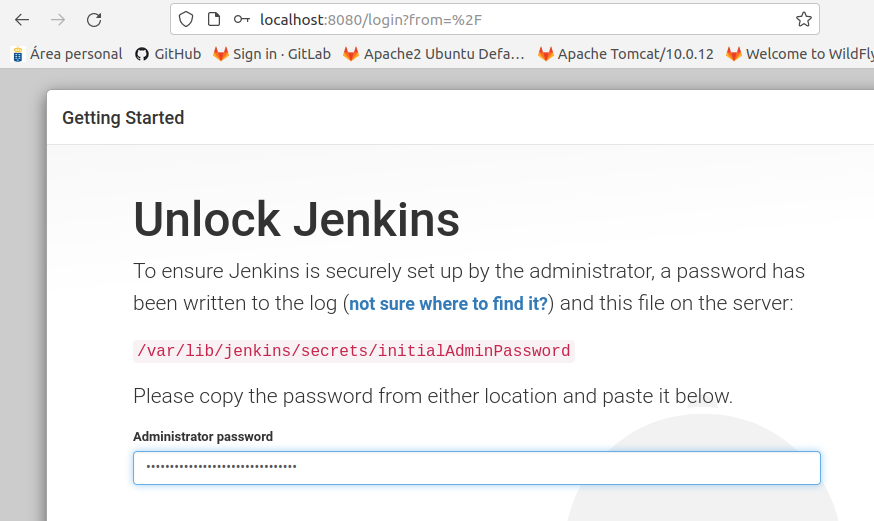 localhost:8080/login?from=%2F
Área personal GitHub Sign in · GitLab Apache2 Ubuntu Defa… Apache Tomcat/10.0.12 Welcome to WildFly
Getting Started
Unlock Jenkins
To ensure Jenkins is securely set up by the administrator, a password has
been written to the log (not sure where to find it?) and this file on the server:
/var/lib/jenkins/secrets/initialAdminPassword
Please copy the password from either location and paste it below.
Administrator password